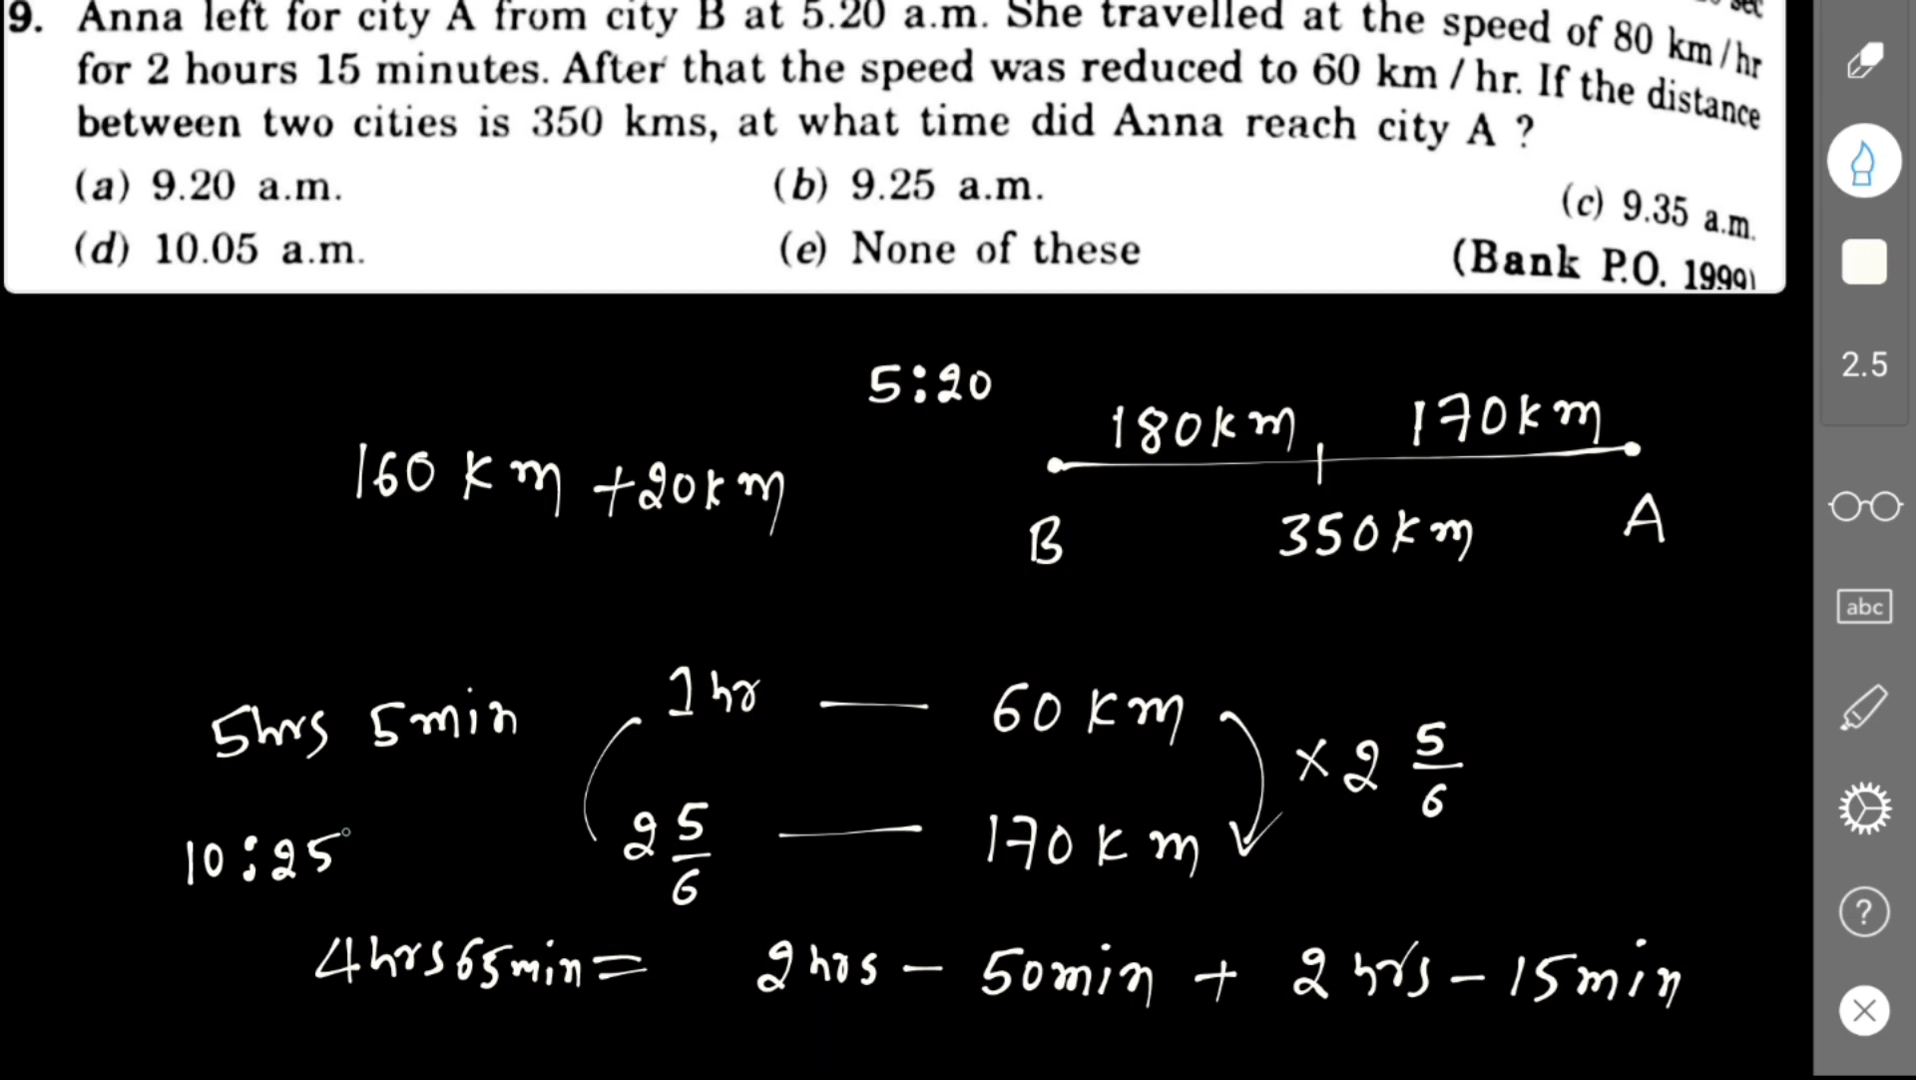 9. Anna left for city A from city B at 5.20 a.m. She travelled at the speed of 80 km/hr
for 2 hours 15 minutes. After that the speed was reduced to 60 km / hr. If the distance
between two cities is 350 kms, at what time did Anna reach city A ?
(a) 9.20 a.m. (b) 9.25 a.m. (c) 9.35 a.m.
(d) 10.05 a.m. (e) None of these (Bank P.O. 1999)
5:20
180km 170km
160 km +20km
B 350km A
1 hr — 60 km
5hrs 5min
× 2 5/6
2 5/6 — 170 km
10:25
4hrs 65min = 2 hrs - 50min + 2 hrs - 15min
2.5
abc
?